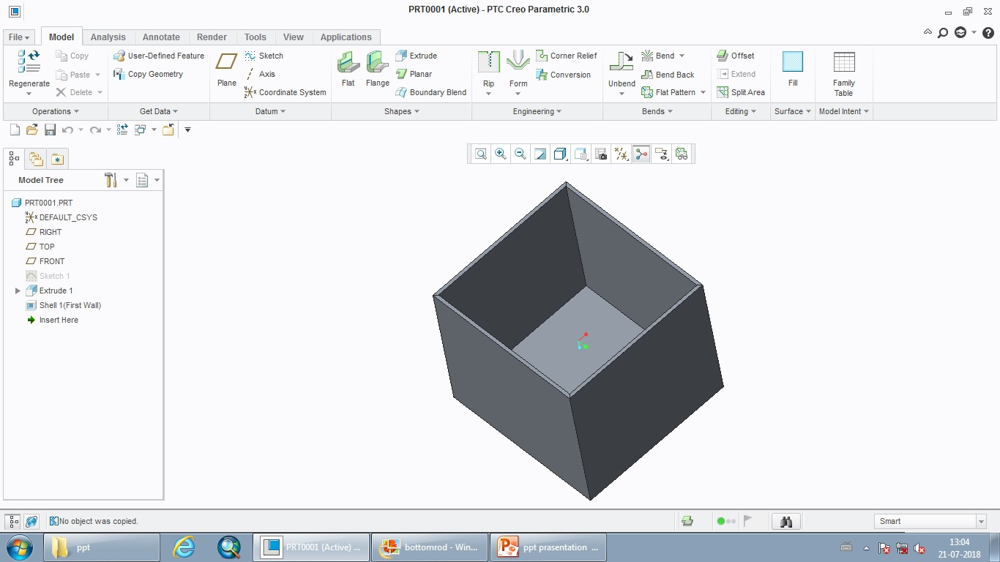 PRT0001 (Active) - PTC Creo Parametric 3.0
File Model Analysis Annotate Render Tools View Applications
Regenerate
Copy
Paste
Delete
Operations
User-Defined Feature
Copy Geometry
Get Data
Plane
Sketch
Axis
Coordinate System
Datum
Flat
Flange
Extrude
Planar
Boundary Blend
Shapes
Rip
Form
Corner Relief
Conversion
Engineering
Unbend
Bend
Bend Back
Flat Pattern
Bends
Offset
Extend
Split Area
Editing
Fill
Surface
Family
Table
Model Intent
Model Tree
PRT0001.PRT
DEFAULT_CSYS
RIGHT
TOP
FRONT
Sketch 1
Extrude 1
Shell 1(First Wall)
Insert Here
No object was copied.
Smart
ppt
PRT0001 (Active) ...
bottomrod - Win...
ppt prasentation ...
13:04
21-07-2018